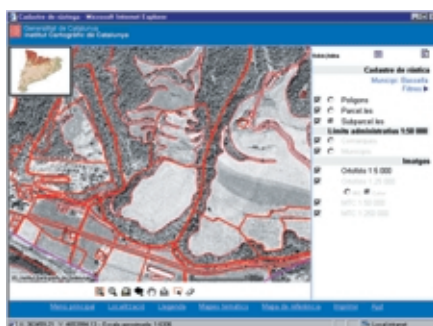 Cadastre de rústega - Microsoft Internet Explorer
Generalitat de Catalunya
Institut Cartogràfic de Catalunya
Cadastre de rústica
Municipi: Bassella
Filtres
Polígons
Parcel.les
Subparcel.les
Límits administratius 1:50 000
Comarques
Municipis
Imatges
Ortofoto 1:5 000
Ortofoto 1:25 000
MTC 1:50 000
MTC 1:250 000
Menú principal Localització Llegenda Mapes temàtics Mapa de referència Imprimir Ajut